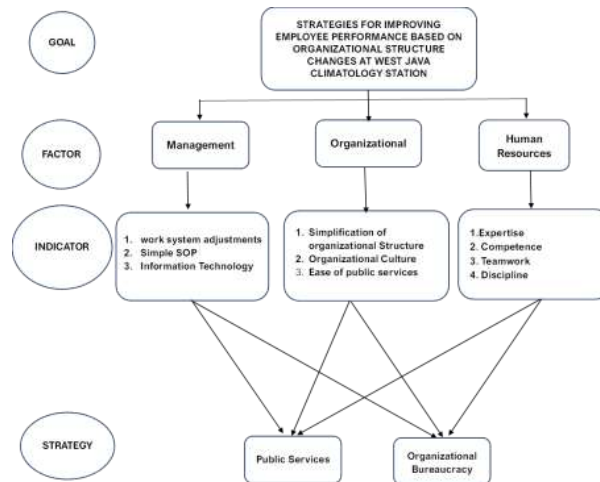 GOAL
STRATEGIES FOR IMPROVING
EMPLOYEE PERFORMANCE BASED ON
ORGANIZATIONAL STRUCTURE
CHANGES AT WEST JAVA
CLIMATOLOGY STATION
FACTOR
Management
Organizational
Human
Resources
INDICATOR
1. work system adjustments
2. Simple SOP
3. Information Technology
1. Simplification of
organizational Structure
2. Organizational Culture
3. Ease of public services
1.Expertise
2. Competence
3. Teamwork
4. Discipline
STRATEGY
Public Services
Organizational
Bureaucracy